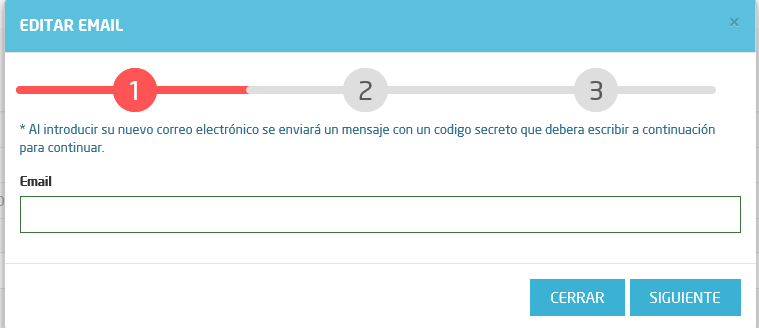 EDITAR EMAIL
×
1 2 3
* Al introducir su nuevo correo electrónico se enviará un mensaje con un codigo secreto que debera escribir a continuación
para continuar.
Email
CERRAR SIGUIENTE